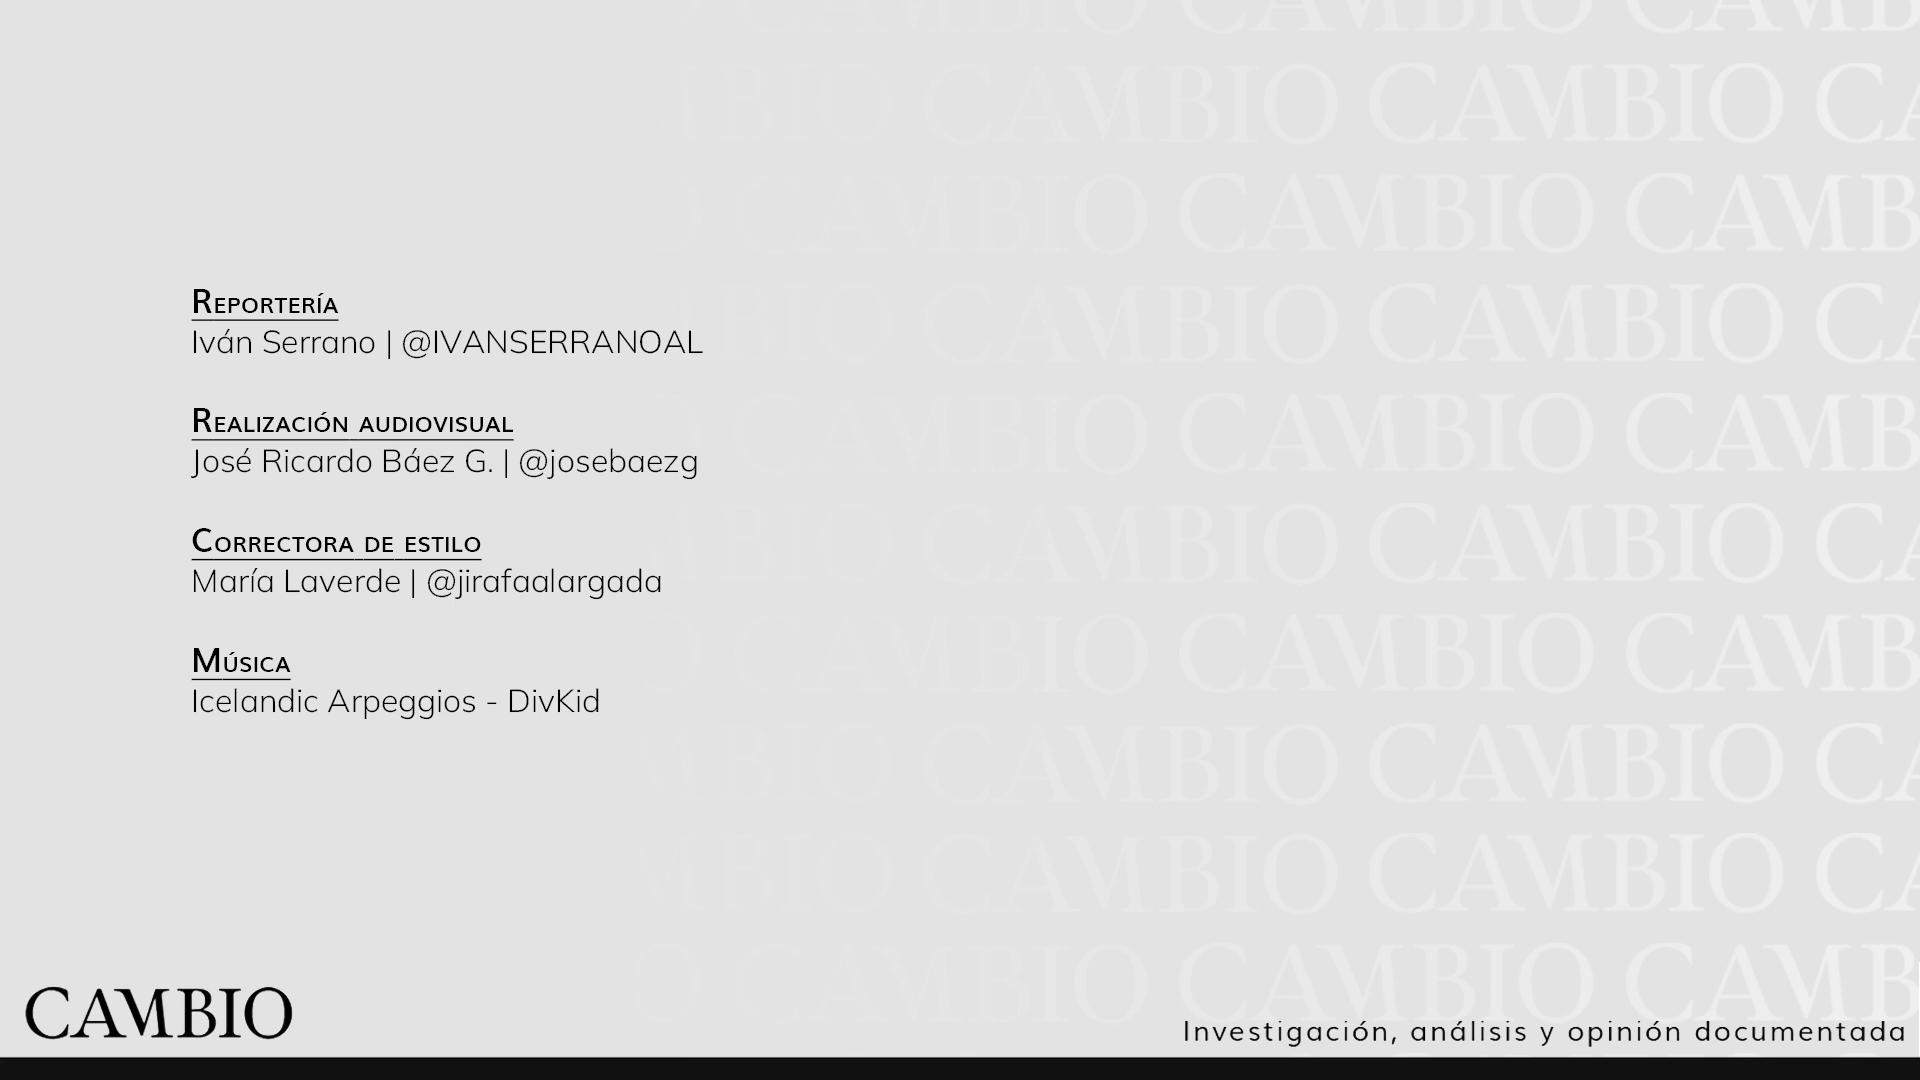 Reportería
Iván Serrano | @IVANSERRANOAL
Realización audiovisual
José Ricardo Báez G. | @josebaezg
Correctora de estilo
María Laverde | @jirafaalargada
Música
Icelandic Arpeggios - DivKid
CAMBIO
Investigación, análisis y opinión documentada